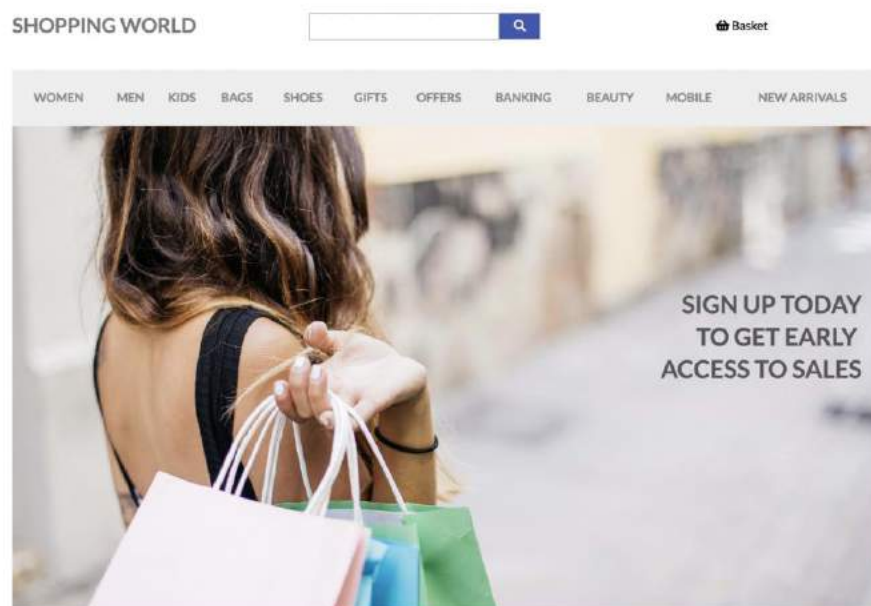 SHOPPING WORLD
Basket
WOMEN MEN KIDS BAGS SHOES GIFTS OFFERS BANKING BEAUTY MOBILE NEW ARRIVALS
SIGN UP TODAY
TO GET EARLY
ACCESS TO SALES